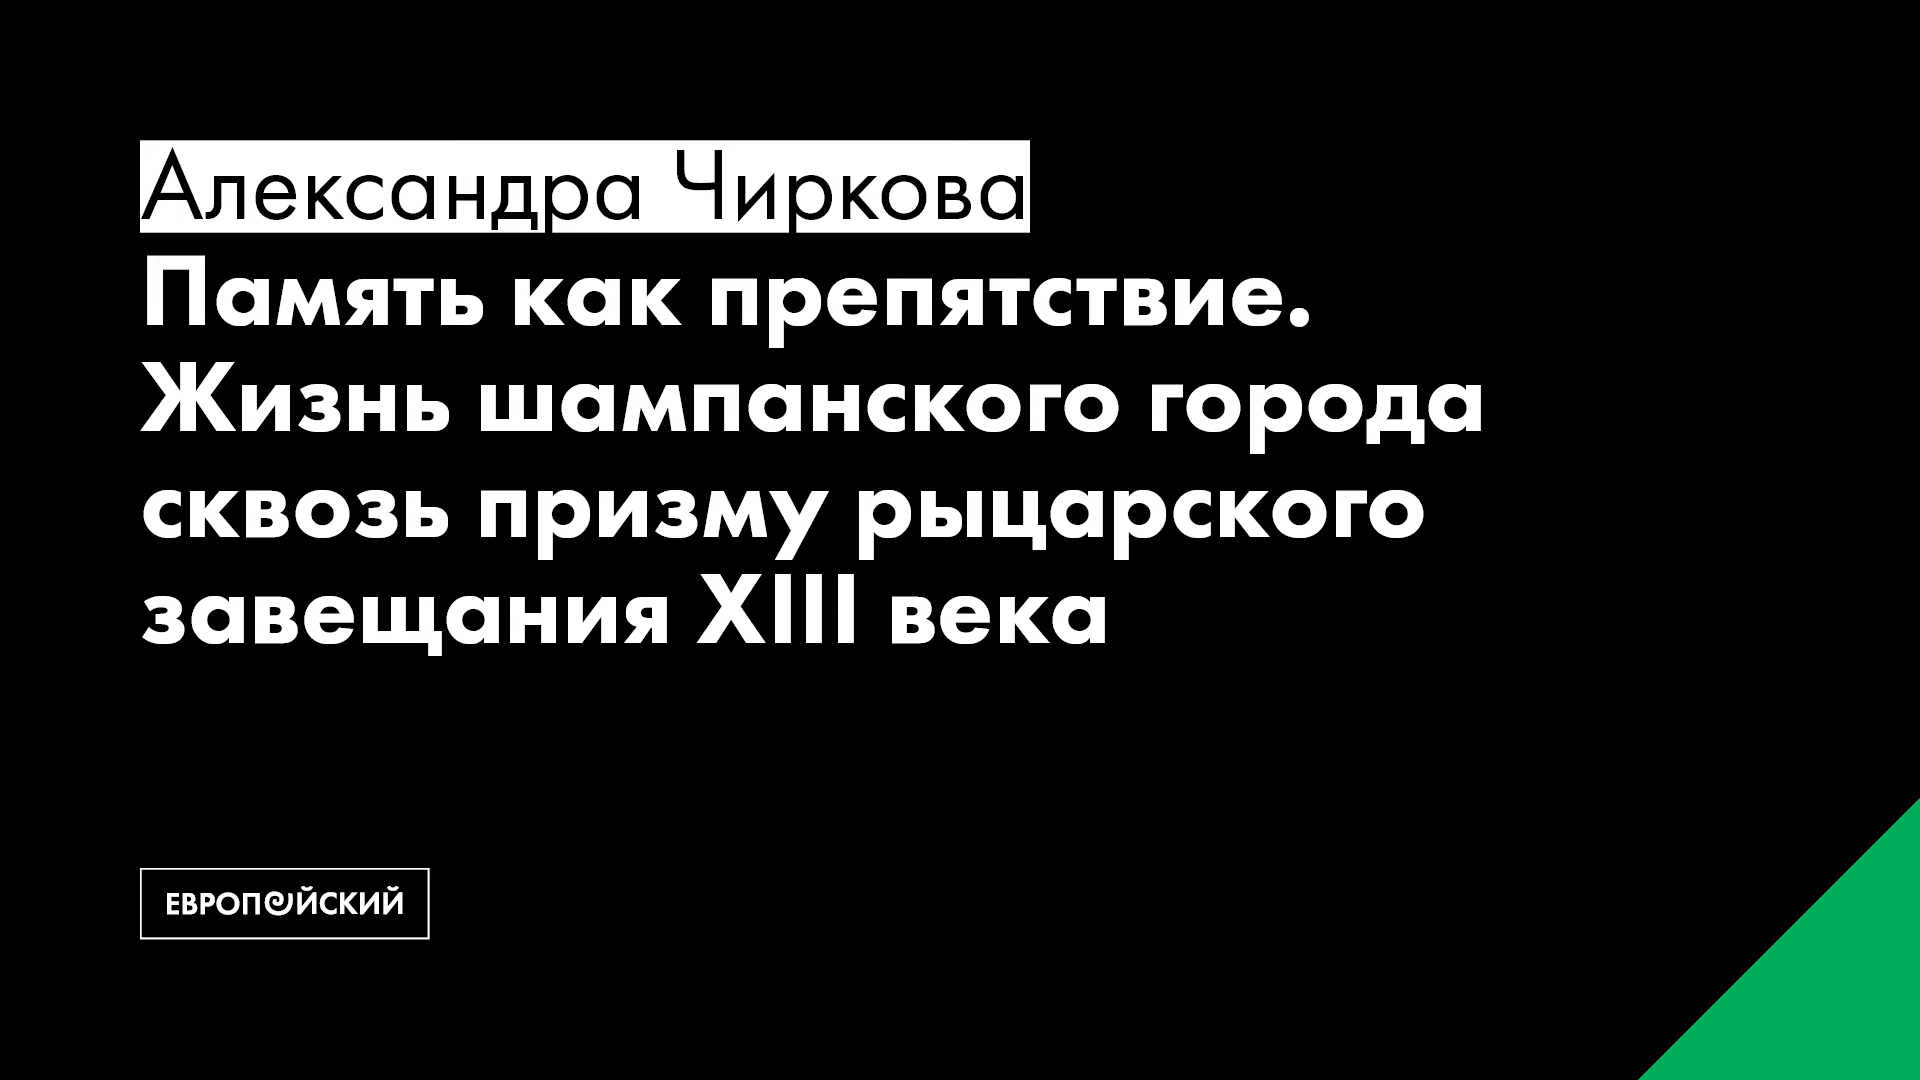 Александра Чиркова
Память как препятствие.
Жизнь шампанского города
сквозь призму рыцарского
завещания XIII века
ЕВРОПЕЙСКИЙ